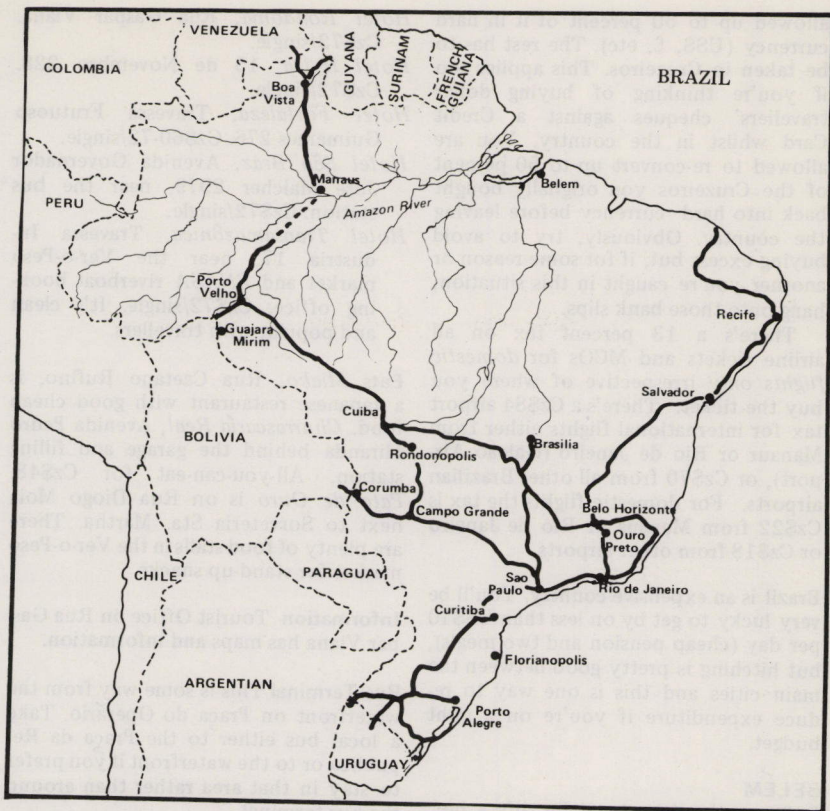 VENEZUELA
GUYANA
SURINAM
FRENCH
GUIANA
COLOMBIA
BRAZIL
Boa
Vista
Manaus
Belem
PERU
Amazon River
Porto
Velho
Guajará
Mirim
Recife
Salvador
Cuiba
Brasilia
Rondonopolis
BOLIVIA
Corumba
Campo Grande
Belo Horizonte
Ouro
Preto
CHILE
PARAGUAY
Sao
Paulo
Rio de Janeiro
Curitiba
Florianopolis
ARGENTIAN
Porto
Alegre
URUGUAY